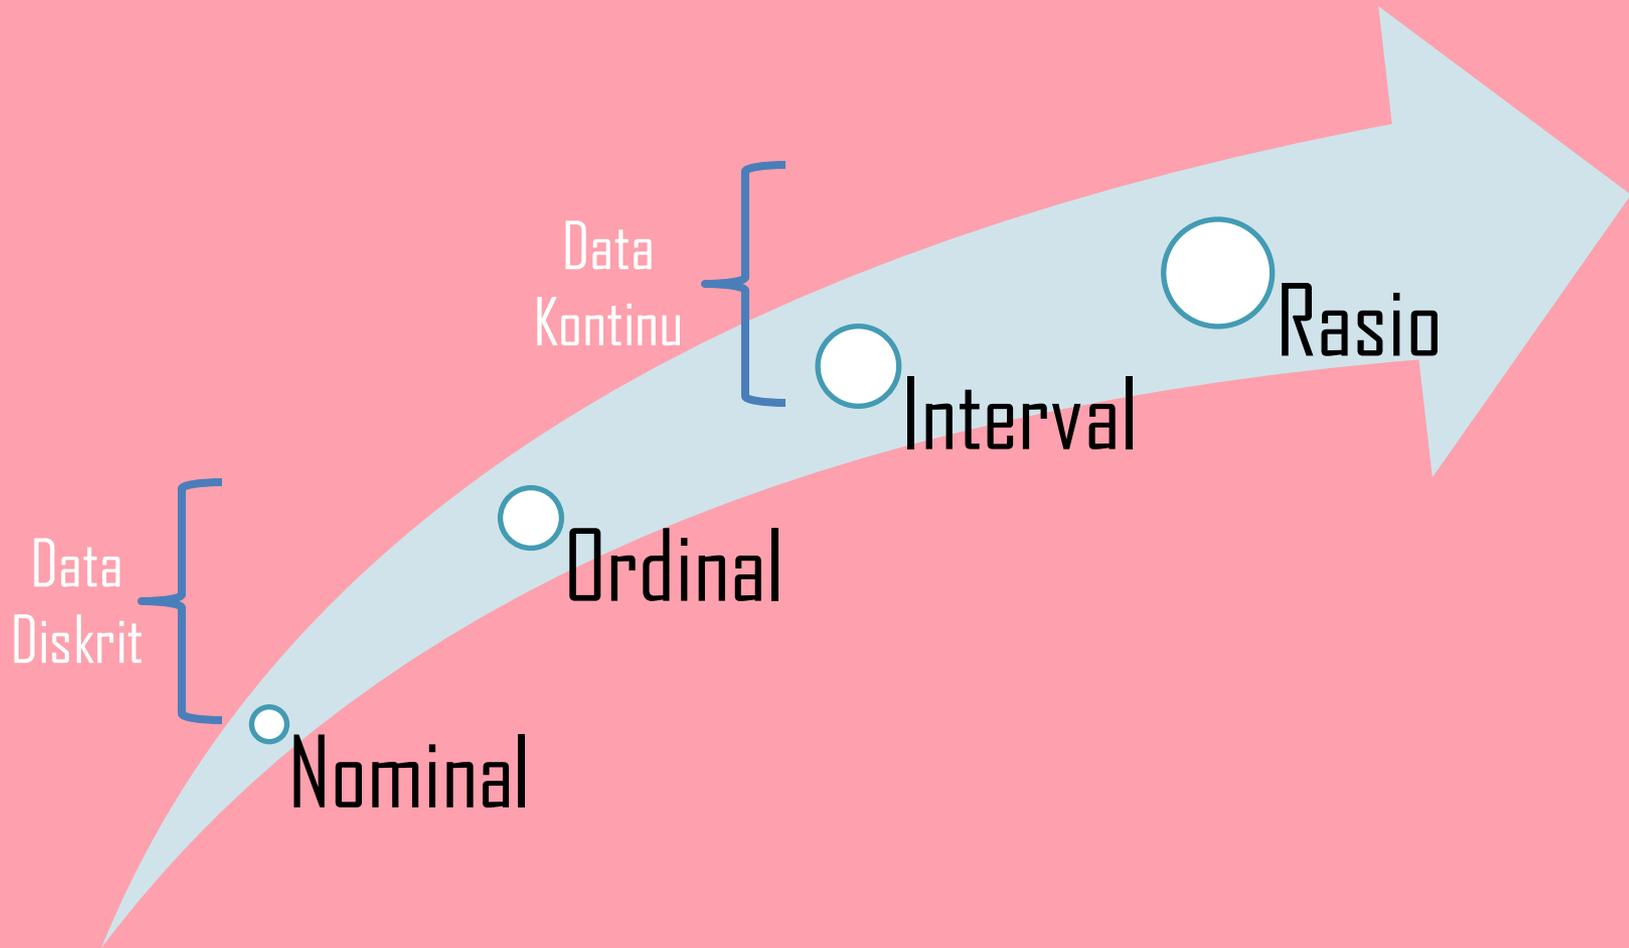 Data
Kontinu
Rasio
Interval
Data
Diskrit
Ordinal
Nominal